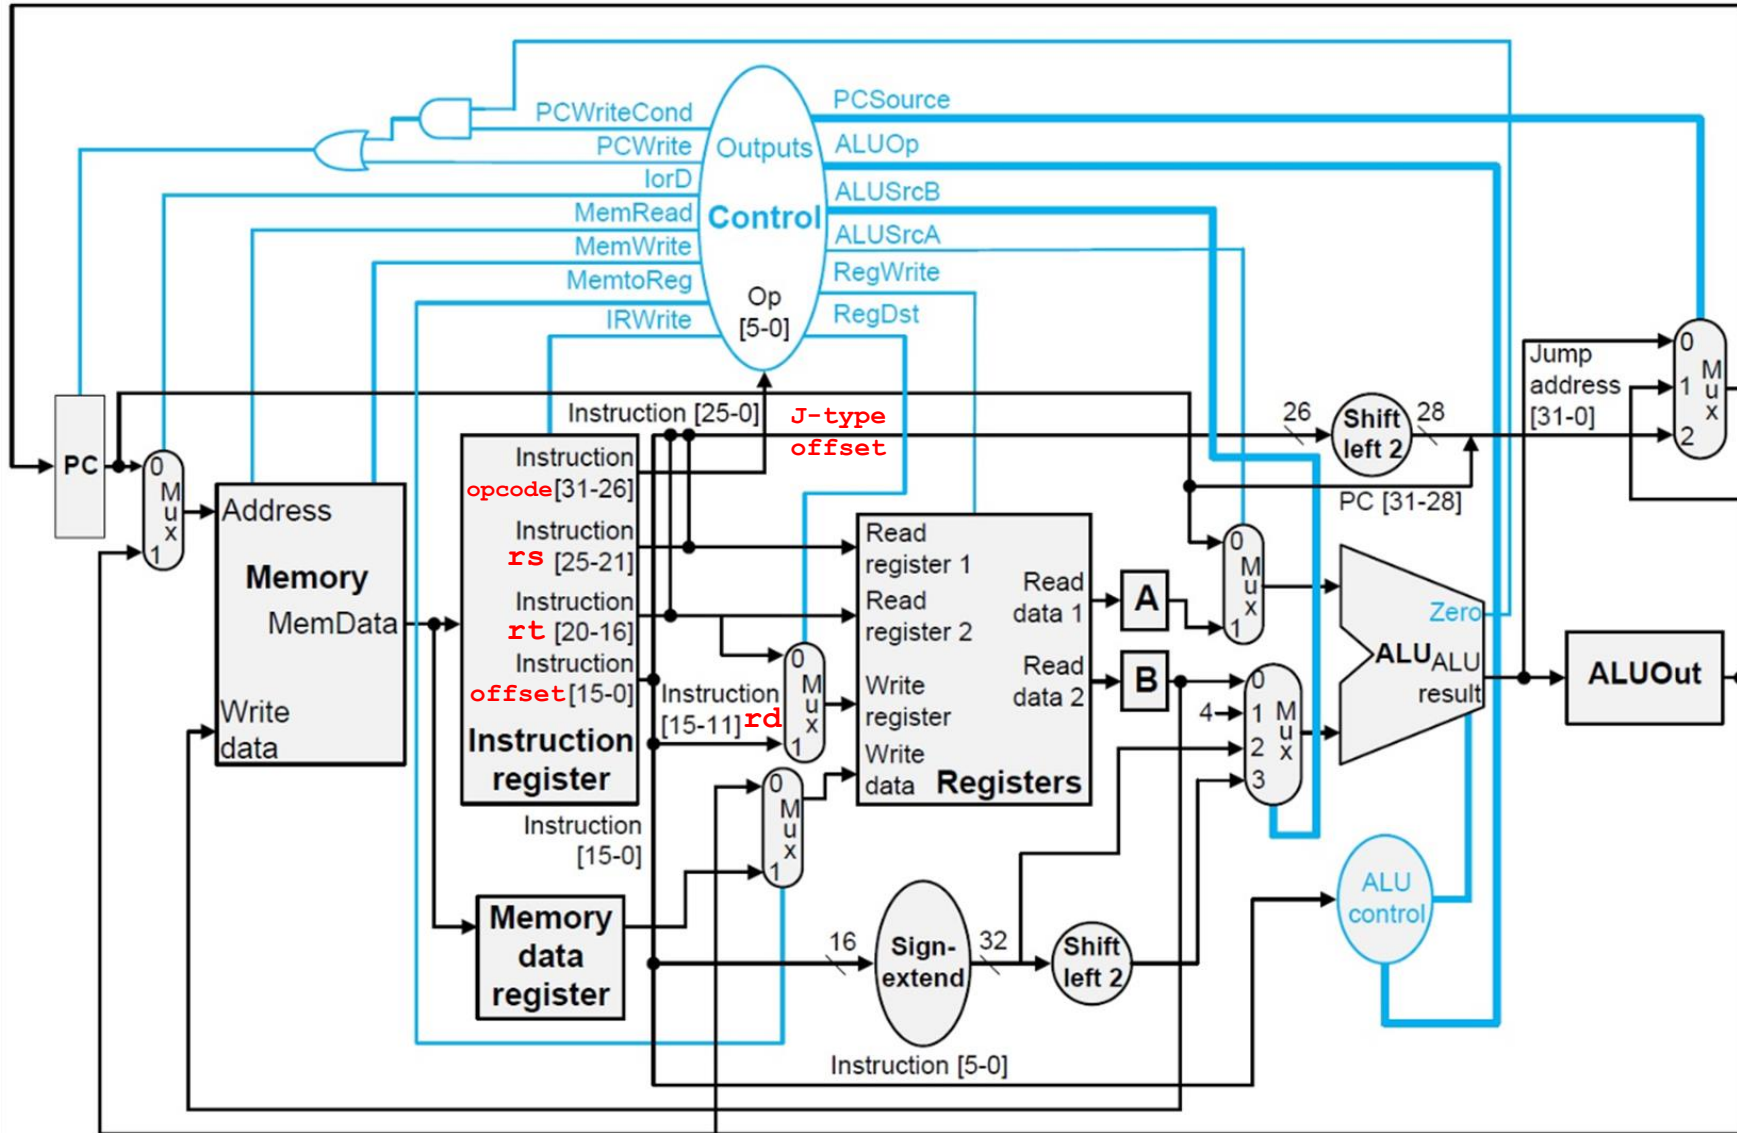 PCWriteCond
PCWrite
IorD
MemRead
MemWrite
MemtoReg
IRWrite
Outputs
Control
Op
[5-0]
PCSource
ALUOp
ALUSrcB
ALUSrcA
RegWrite
RegDst
Instruction [25-0]
J-type
offset
26
Shift
left 2
28
Jump
address
[31-0]
0
1
2
M
u
x
PC
0
M
u
x
1
Address
Memory
MemData
Write
data
Instruction
opcode[31-26]
Instruction
rs [25-21]
Instruction
rt [20-16]
Instruction
offset[15-0]
Instruction
register
Instruction
[15-11] rd
0
M
u
x
1
Read
register 1
Read
register 2
Write
register
Write
data
Registers
Read
data 1
Read
data 2
A
B
PC [31-28]
0
M
u
x
1
4
0
1
2
3
M
u
x
Zero
ALU
ALU
result
ALUOut
0
M
u
x
1
Instruction
[15-0]
Memory
data
register
16
Sign-
extend
32
Shift
left 2
ALU
control
Instruction [5-0]